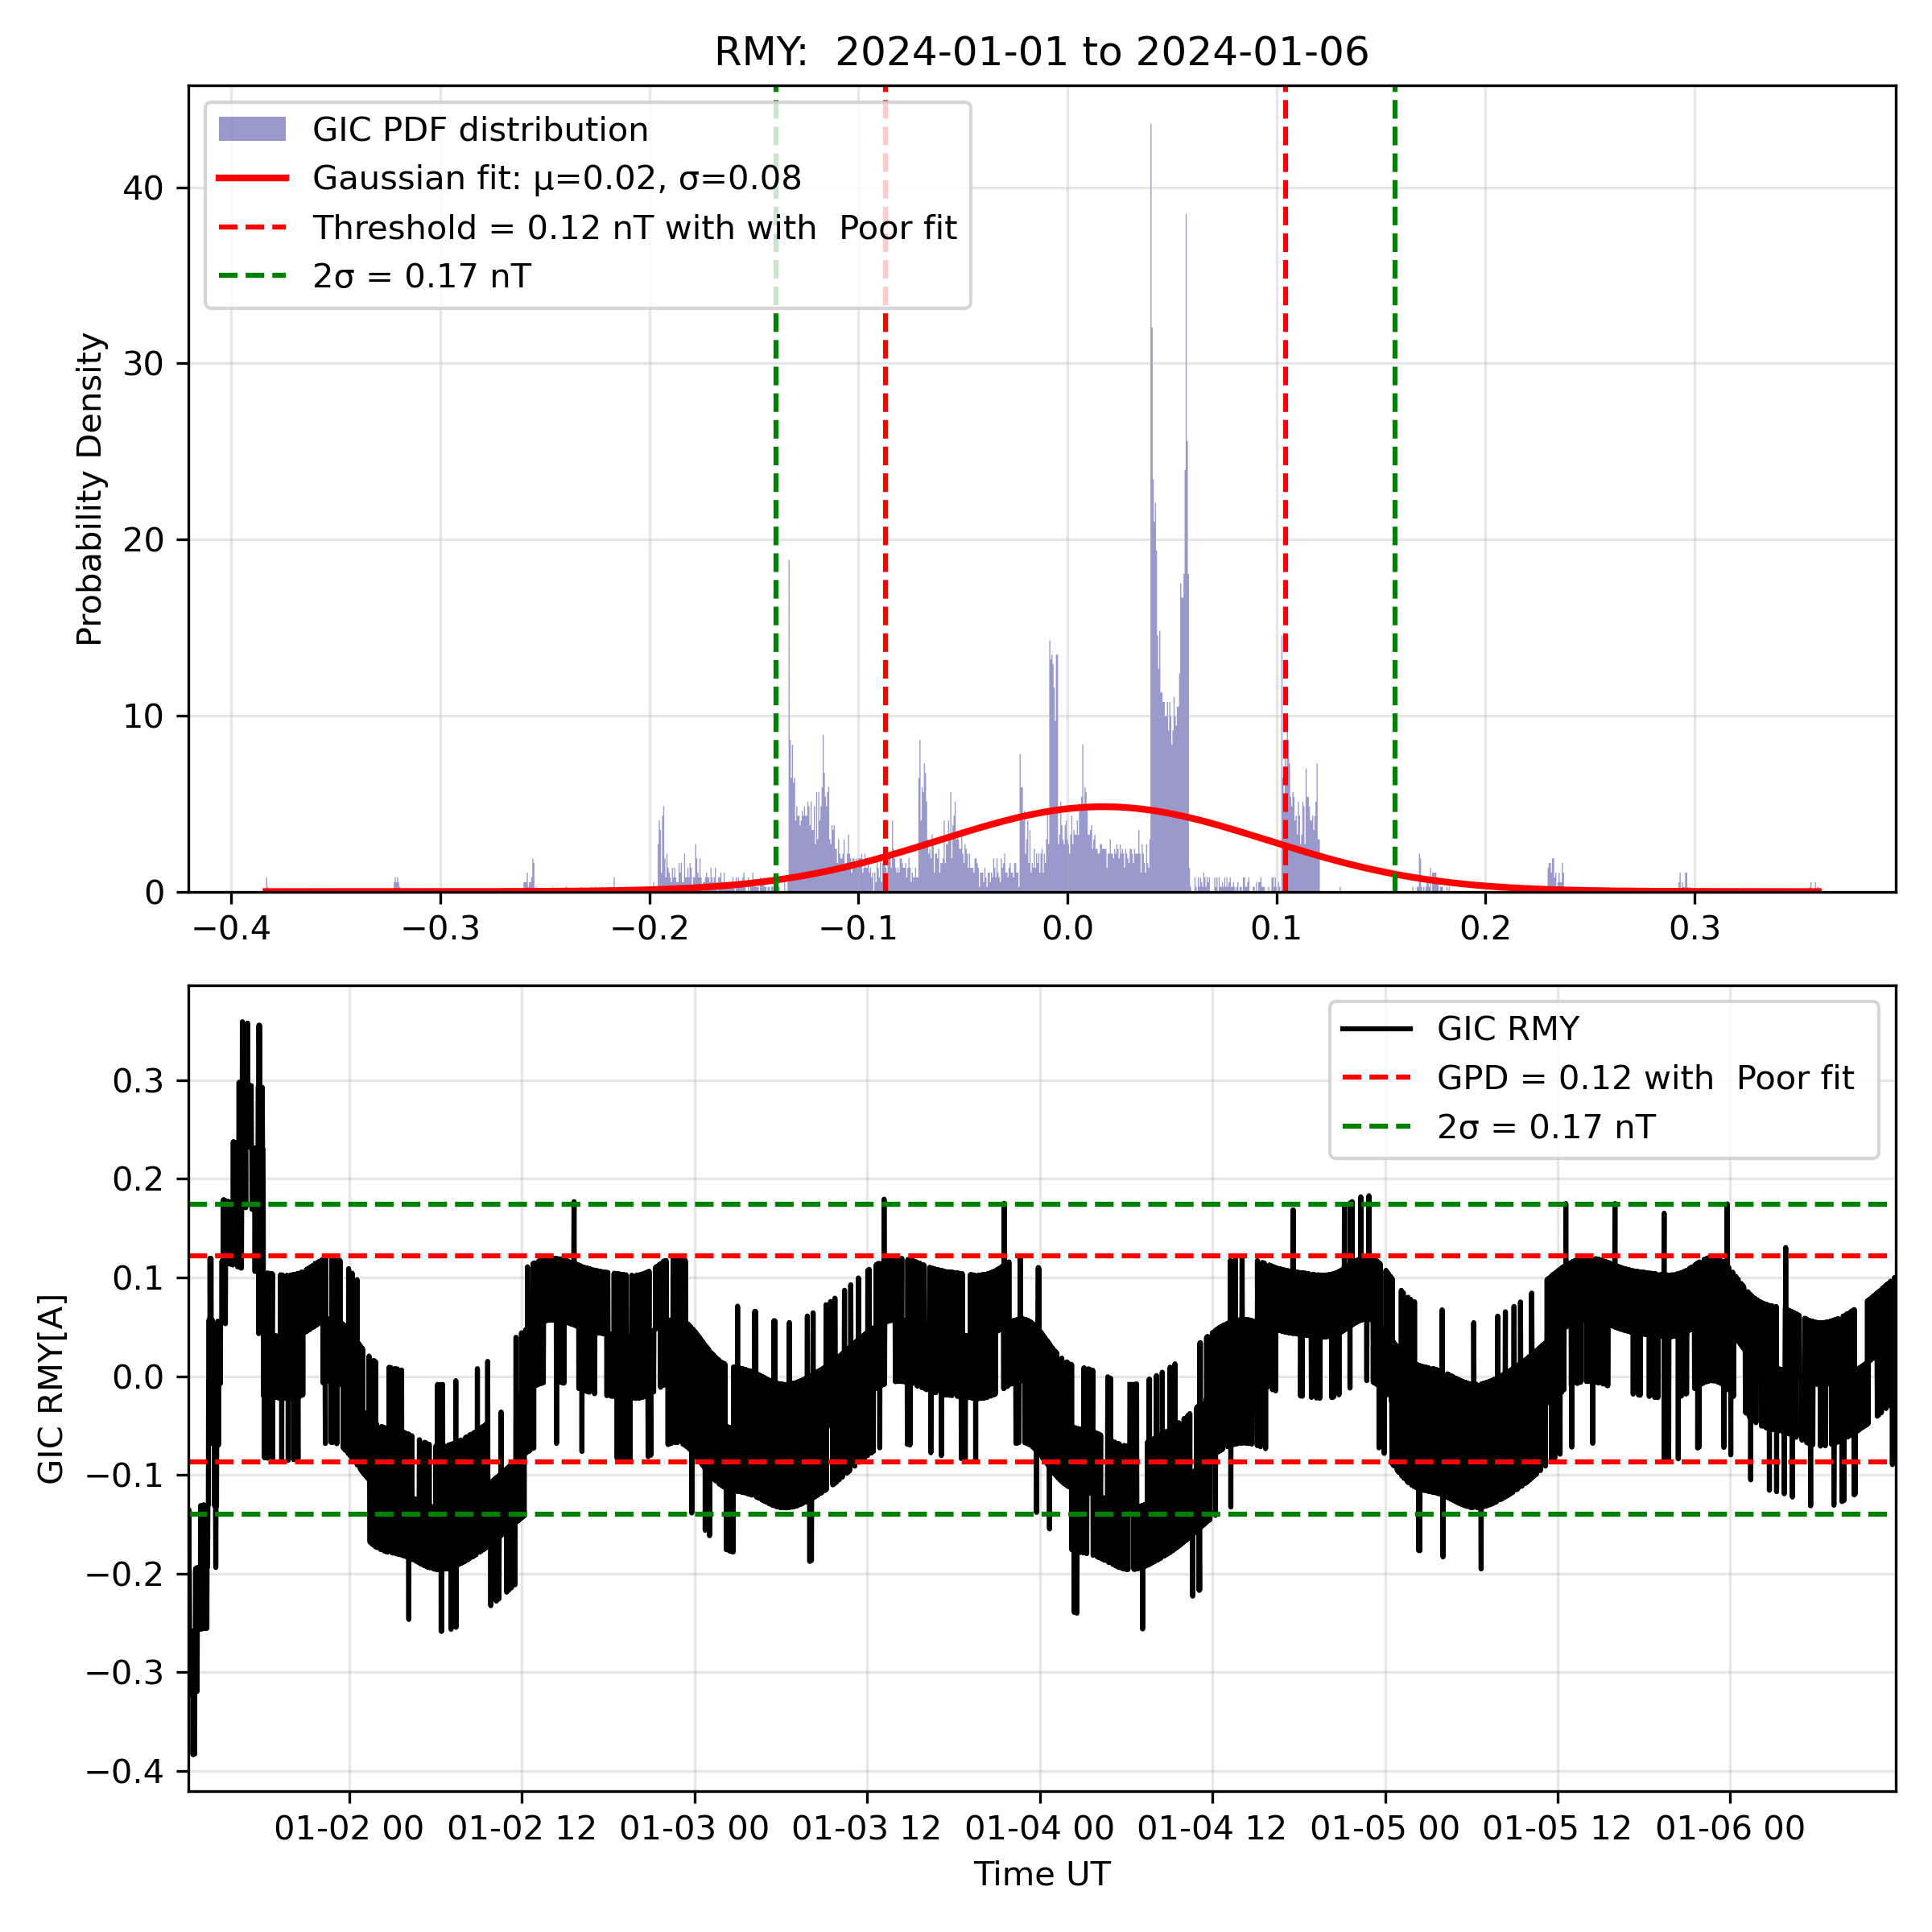 RMY:  2024-01-01 to 2024-01-06
GIC PDF distribution
Gaussian fit: μ=0.02, σ=0.08
Threshold = 0.12 nT with with  Poor fit
2σ = 0.17 nT
Probability Density
40
30
20
10
0
−0.4 −0.3 −0.2 −0.1 0.0 0.1 0.2 0.3
GIC RMY
GPD = 0.12 with  Poor fit
2σ = 0.17 nT
GIC RMY[A]
0.3
0.2
0.1
0.0
−0.1
−0.2
−0.3
−0.4
01-02 00 01-02 12 01-03 00 01-03 12 01-04 00 01-04 12 01-05 00 01-05 12 01-06 00
Time UT